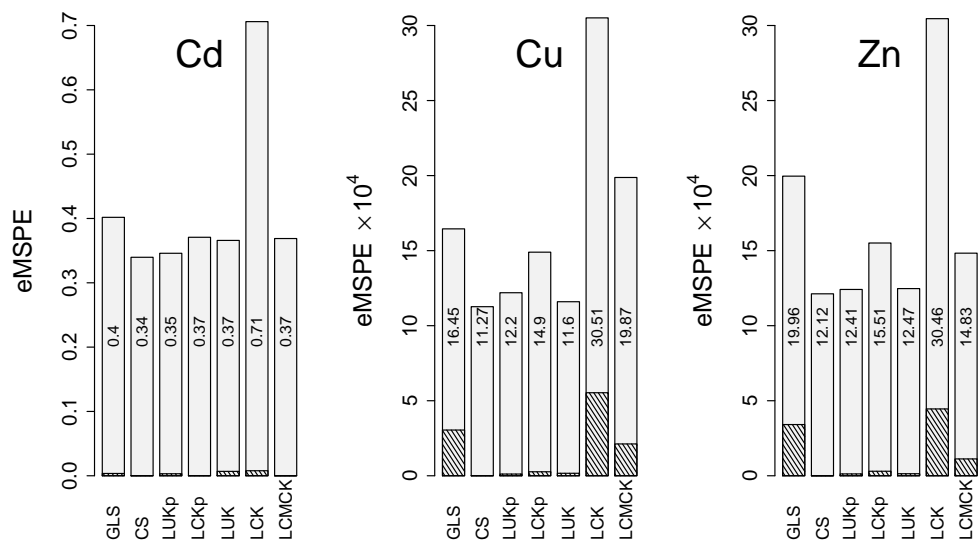 Cd
eMSPE
0.0 0.1 0.2 0.3 0.4 0.5 0.6 0.7
0.4 0.34 0.35 0.37 0.37 0.71 0.37
GLS CS LUKp LCKp LUK LCK LCMCK
Cu
eMSPE ×10⁴
0 5 10 15 20 25 30
16.45 11.27 12.2 14.9 11.6 30.51 19.87
GLS CS LUKp LCKp LUK LCK LCMCK
Zn
eMSPE ×10⁴
0 5 10 15 20 25 30
19.96 12.12 12.41 15.51 12.47 30.46 14.83
GLS CS LUKp LCKp LUK LCK LCMCK